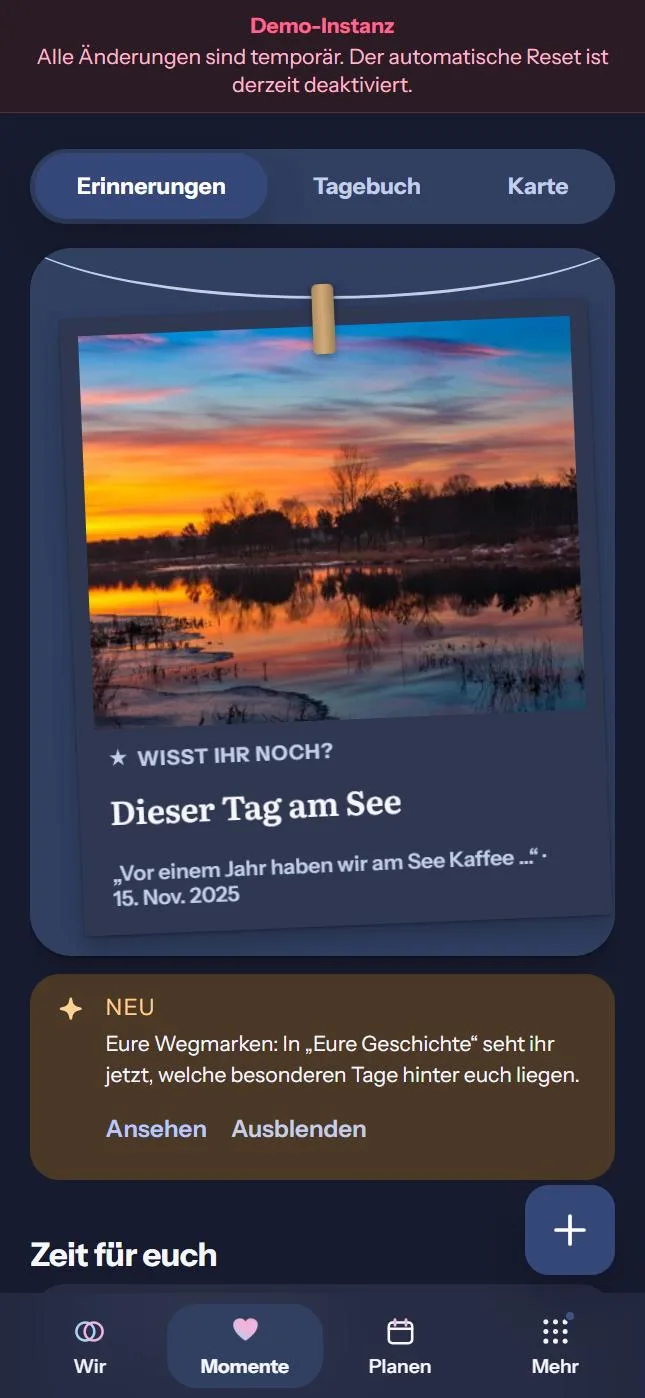 Demo-Instanz
Alle Änderungen sind temporär. Der automatische Reset ist
derzeit deaktiviert.
Erinnerungen
Tagebuch
Karte
★ WISST IHR NOCH?
Dieser Tag am See
„Vor einem Jahr haben wir am See Kaffee …“ ·
15. Nov. 2025
NEU
Eure Wegmarken: In „Eure Geschichte“ seht ihr
jetzt, welche besonderen Tage hinter euch liegen.
Ansehen
Ausblenden
Zeit für euch
Wir
Momente
Planen
Mehr